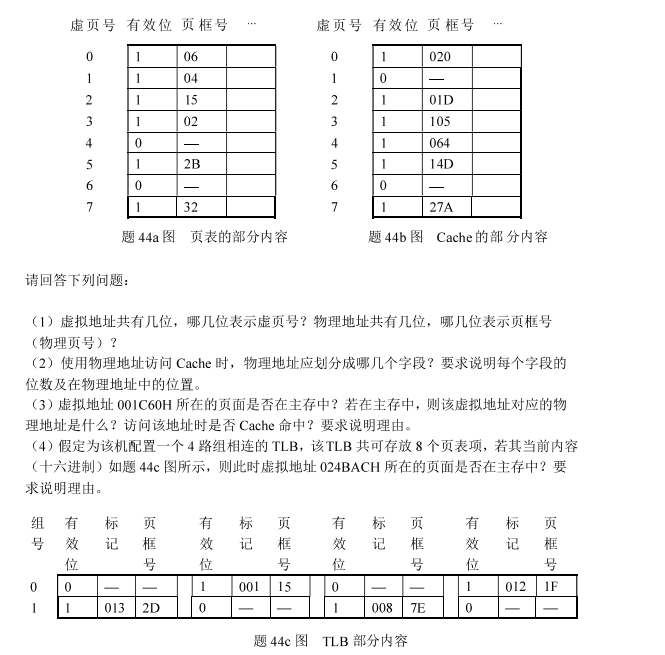 虚页号 有效位 页框号 … 虚页号 有效位 页框号 …
0 1 06 0 1 020
1 1 04 1 0 —
2 1 15 2 1 01D
3 1 02 3 1 105
4 0 — 4 1 064
5 1 2B 5 1 14D
6 0 — 6 0 —
7 1 32 7 1 27A
题 44a 图 页表的部分内容 题 44b 图 Cache 的部分内容
请回答下列问题：
（1）虚拟地址共有几位，哪几位表示虚页号？物理地址共有几位，哪几位表示页框号
（物理页号）？
（2）使用物理地址访问 Cache 时，物理地址应划分成哪几个字段？要求说明每个字段的
位数及在物理地址中的位置。
（3）虚拟地址 001C60H 所在的页面是否在主存中？若在主存中，则该虚拟地址对应的物
理地址是什么？访问该地址时是否 Cache 命中？要求说明理由。
（4）假定为该机配置一个 4 路组相连的 TLB，该 TLB 共可存放 8 个页表项，若其当前内容
（十六进制）如题 44c 图所示，则此时虚拟地址 024BACH 所在的页面是否在主存中？要
求说明理由。
组 有 标 页 有 标 页 有 标 页 有 标 页
号 效 记 框 效 记 框 效 记 框 效 记 框
位 号 位 号 位 号 位 号
0 0 — — 1 001 15 0 — — 1 012 1F
1 1 013 2D 0 — — 1 008 7E 0 — —
题 44c 图 TLB 部分内容